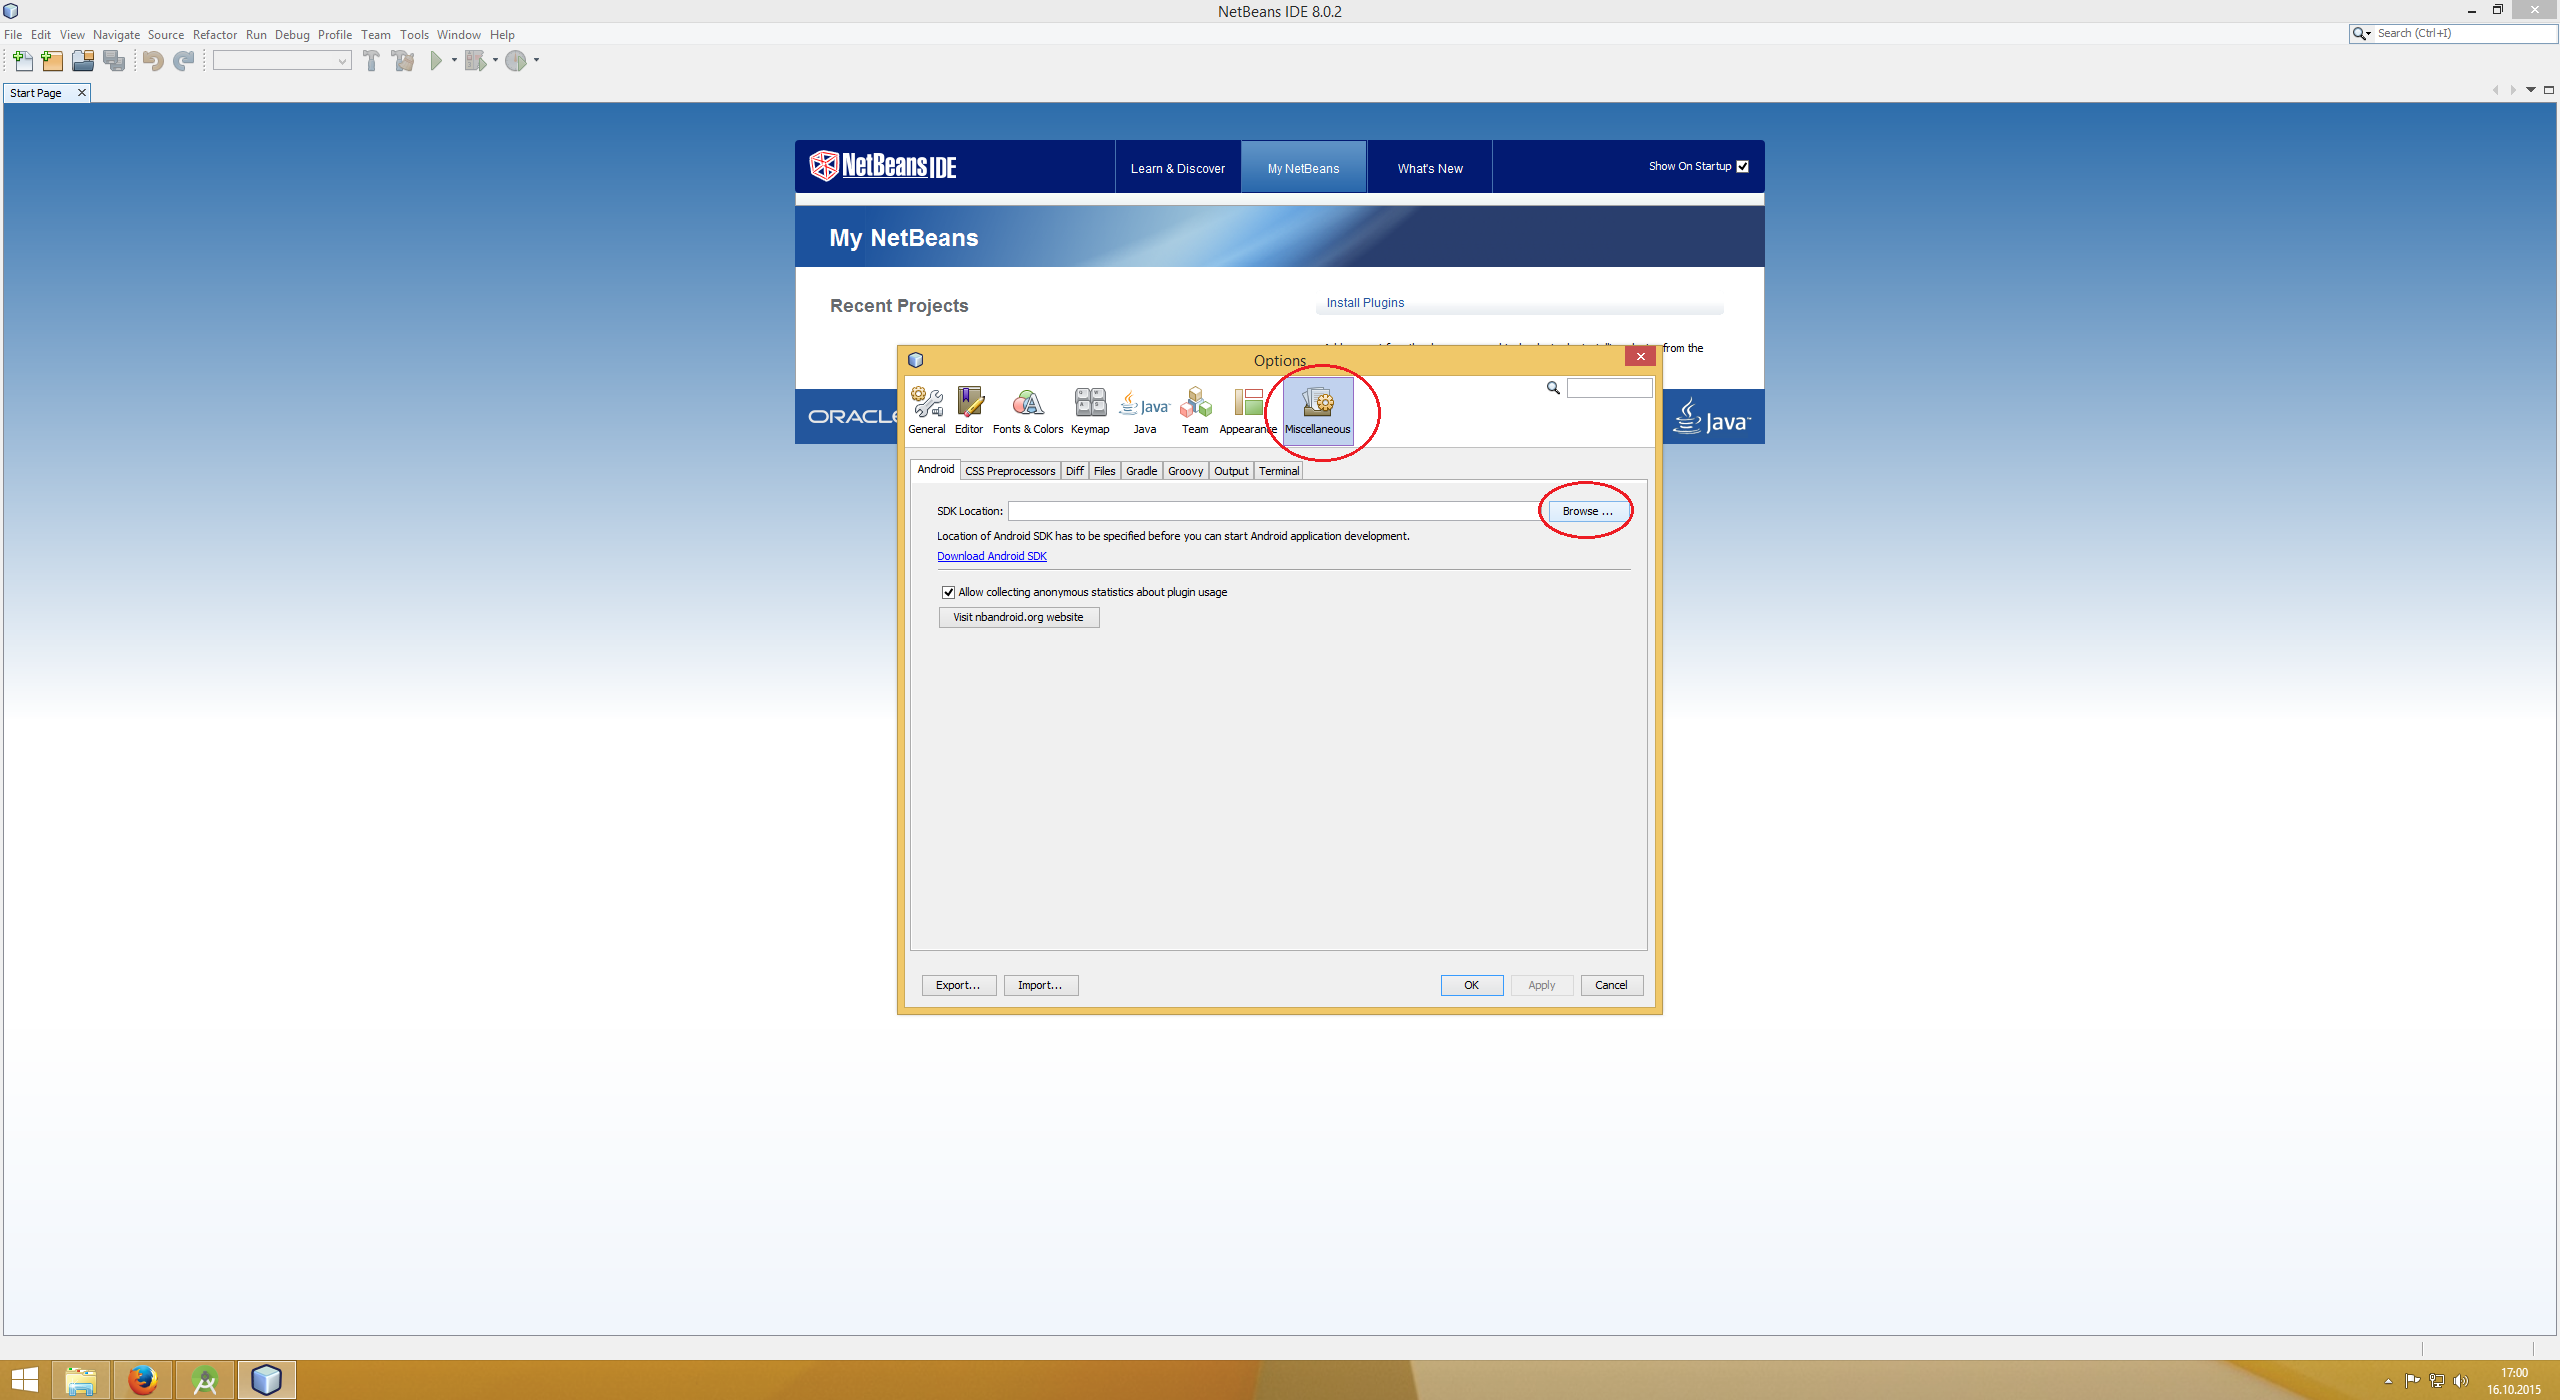 NetBeans IDE 8.0.2
File Edit View Navigate Source Refactor Run Debug Profile Team Tools Window Help
Search (Ctrl+I)
Start Page
NetBeans IDE
Learn & Discover
My NetBeans
What's New
Show On Startup
My NetBeans
Recent Projects
Install Plugins
from the
Options
ORACLE
Java™
General
Editor
Fonts & Colors
Keymap
Java™
Java
Team
Appearance
Miscellaneous
Android CSS Preprocessors Diff Files Gradle Groovy Output Terminal
SDK Location:
Browse ...
Location of Android SDK has to be specified before you can start Android application development.
Download Android SDK
Allow collecting anonymous statistics about plugin usage
Visit nbandroid.org website
Export...
Import...
OK
Apply
Cancel
17:00
16.10.2015